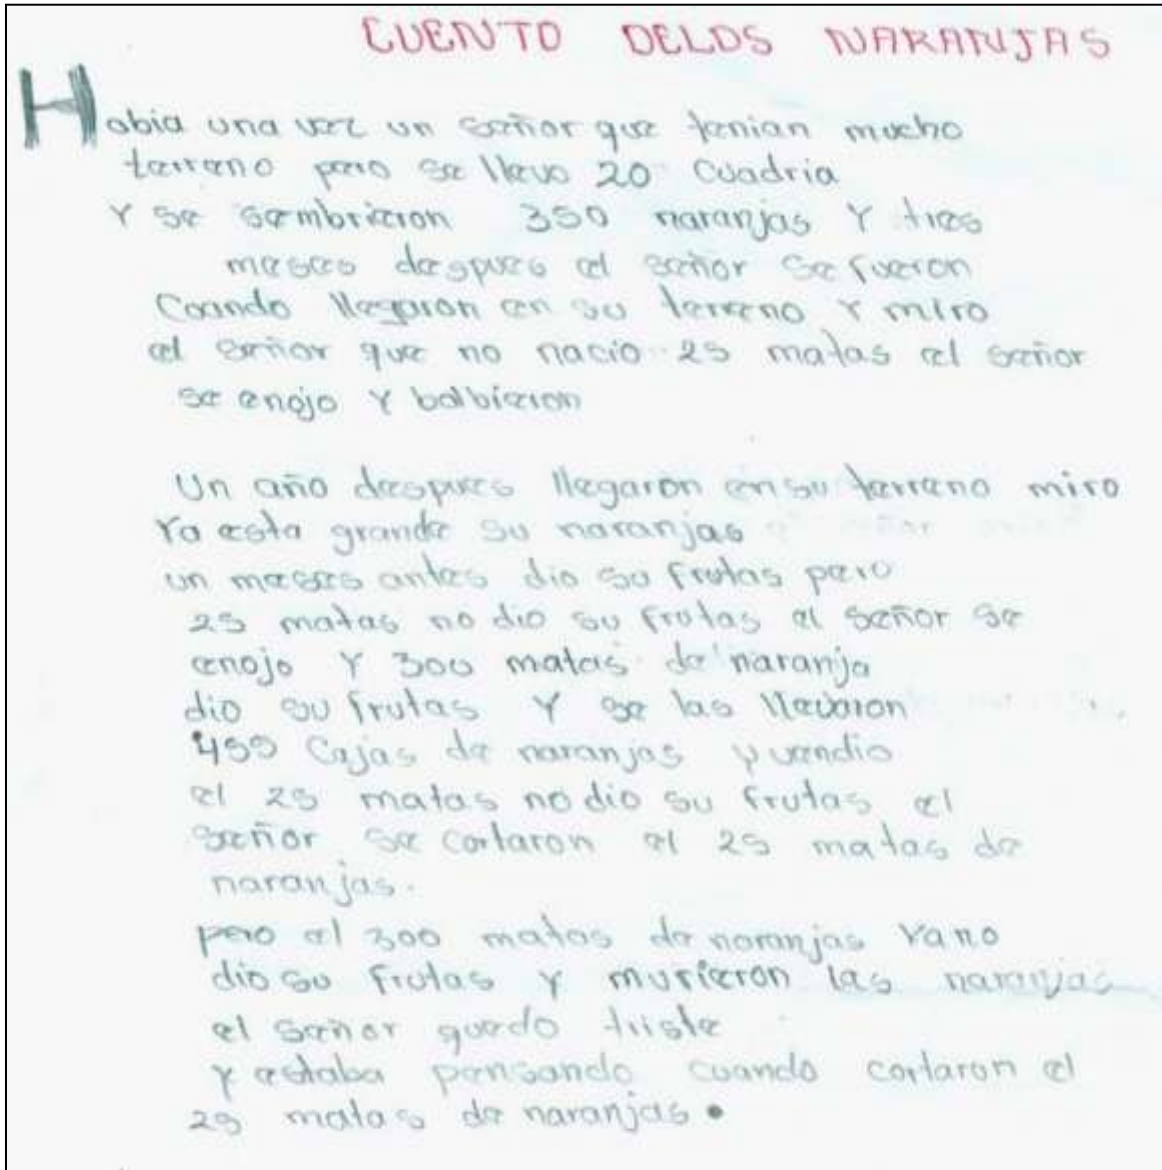 CUENTO DELOS NARANJAS
Habia una vez un señor que tenian mucho
terreno pero se llevo 20 cuadria
Y se sembrieron 350 naranjas Y tres
meses despues el señor se fueron
Coando llegaron en su terreno Y miro
el señor que no nacio 25 matas el señor
se enojo Y balbieron
Un año despues llegaron en su terreno miro
Ya esta grande su naranjas
un meses antes dio su frutas pero
25 matas no dio su frutas el señor se
enojo Y 300 matas de naranja
dio su frutas Y se las llevaron
455 Cajas de naranjas y vendio
el 25 matas no dio su frutas el
señor se cortaron el 25 matas de
naranjas.
pero el 300 matas de naranjas Ya no
dio su frutas Y murieron las naranjas
el señor quedo triste
y estaba pensando cuando cortaron el
25 matas de naranjas.